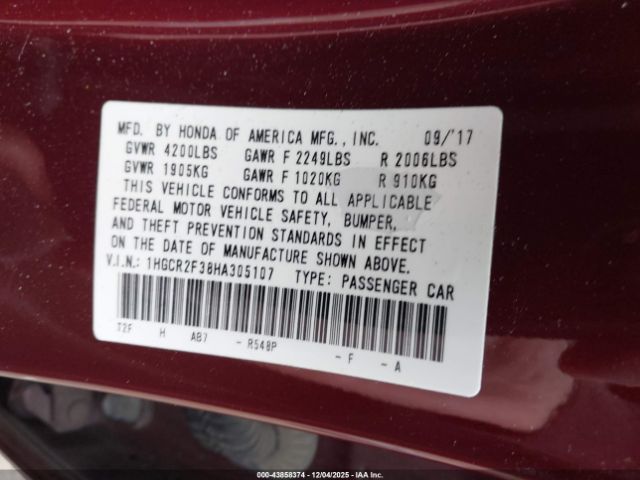 MFD. BY HONDA OF AMERICA MFG., INC. 09/'17
GVWR 4200LBS GAWR F 2249LBS R 2006LBS
GVWR 1905KG GAWR F 1020KG R 910KG
THIS VEHICLE CONFORMS TO ALL APPLICABLE
FEDERAL MOTOR VEHICLE SAFETY, BUMPER,
AND THEFT PREVENTION STANDARDS IN EFFECT
ON THE DATE OF MANUFACTURE SHOWN ABOVE.
V.I.N.: 1HGCR2F38HA305107 TYPE: PASSENGER CAR
T2F H AB7 - R548P - F - A
000-43858374 12/04/2025 IAA Inc.